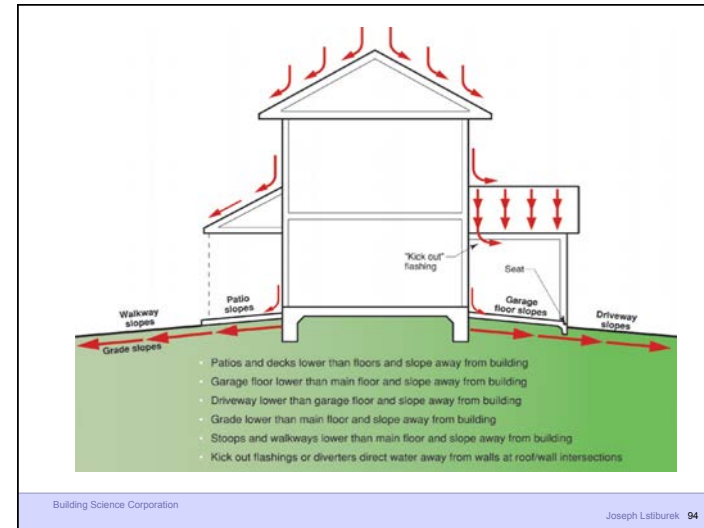 "Kick out"
flashing
Seat
Walkway
slopes
Patio
slopes
Garage
floor slopes
Driveway
slopes
Grade slopes
· Patios and decks lower than floors and slope away from building
· Garage floor lower than main floor and slope away from building
· Driveway lower than garage floor and slope away from building
· Grade lower than main floor and slope away from building
· Stoops and walkways lower than main floor and slope away from building
· Kick out flashings or diverters direct water away from walls at roof/wall intersections
Building Science Corporation
Joseph Lstiburek 94